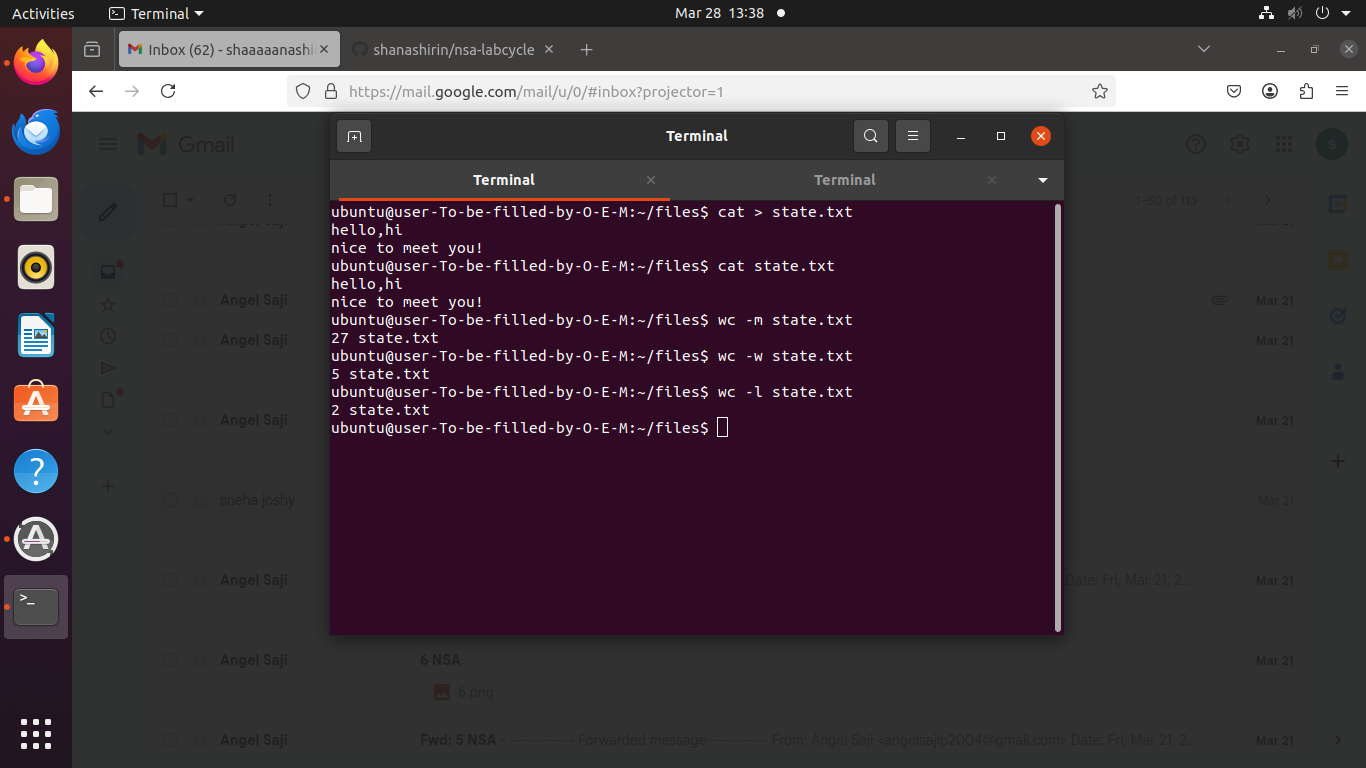 Activities Terminal Mar 28 13:38
Inbox (62) - shaaaaanashi shanashirin/nsa-labcycle
https://mail.google.com/mail/u/0/#inbox?projector=1
Terminal
Gmail S
Terminal Terminal
1–50 of 113
ubuntu@user-To-be-filled-by-O-E-M:~/files$ cat > state.txt
hello,hi
nice to meet you!
ubuntu@user-To-be-filled-by-O-E-M:~/files$ cat state.txt
hello,hi
nice to meet you!
ubuntu@user-To-be-filled-by-O-E-M:~/files$ wc -m state.txt
27 state.txt
ubuntu@user-To-be-filled-by-O-E-M:~/files$ wc -w state.txt
5 state.txt
ubuntu@user-To-be-filled-by-O-E-M:~/files$ wc -l state.txt
2 state.txt
ubuntu@user-To-be-filled-by-O-E-M:~/files$
Angel Saji Mar 21
Angel Saji Mar 21
Angel Saji Mar 21
sneha joshy Mar 21
Angel Saji Date: Fri, Mar 21, 2... Mar 21
Angel Saji 6 NSA Mar 21
6.png
Angel Saji Fwd: 5 NSA - ---------- Forwarded message --------- From: Angel Saji <angelsajip2004@gmail.com> Date: Fri, Mar 21, 2... Mar 21